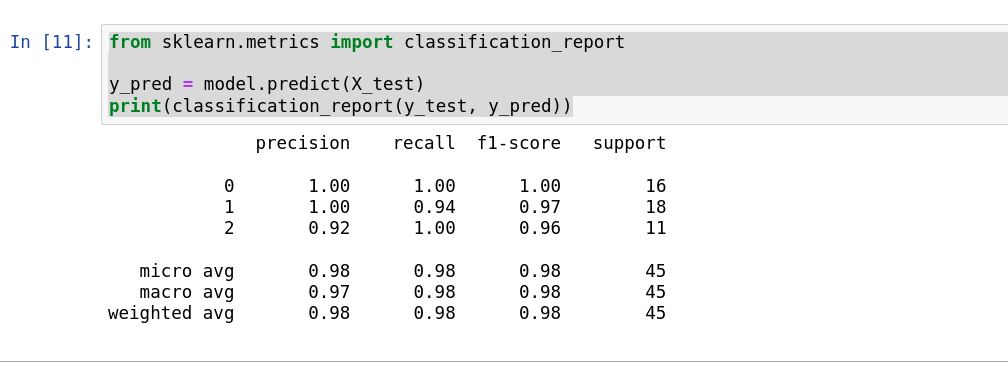 In [11]: from sklearn.metrics import classification_report
y_pred = model.predict(X_test)
print(classification_report(y_test, y_pred))
precision recall f1-score support
0 1.00 1.00 1.00 16
1 1.00 0.94 0.97 18
2 0.92 1.00 0.96 11
micro avg 0.98 0.98 0.98 45
macro avg 0.97 0.98 0.98 45
weighted avg 0.98 0.98 0.98 45